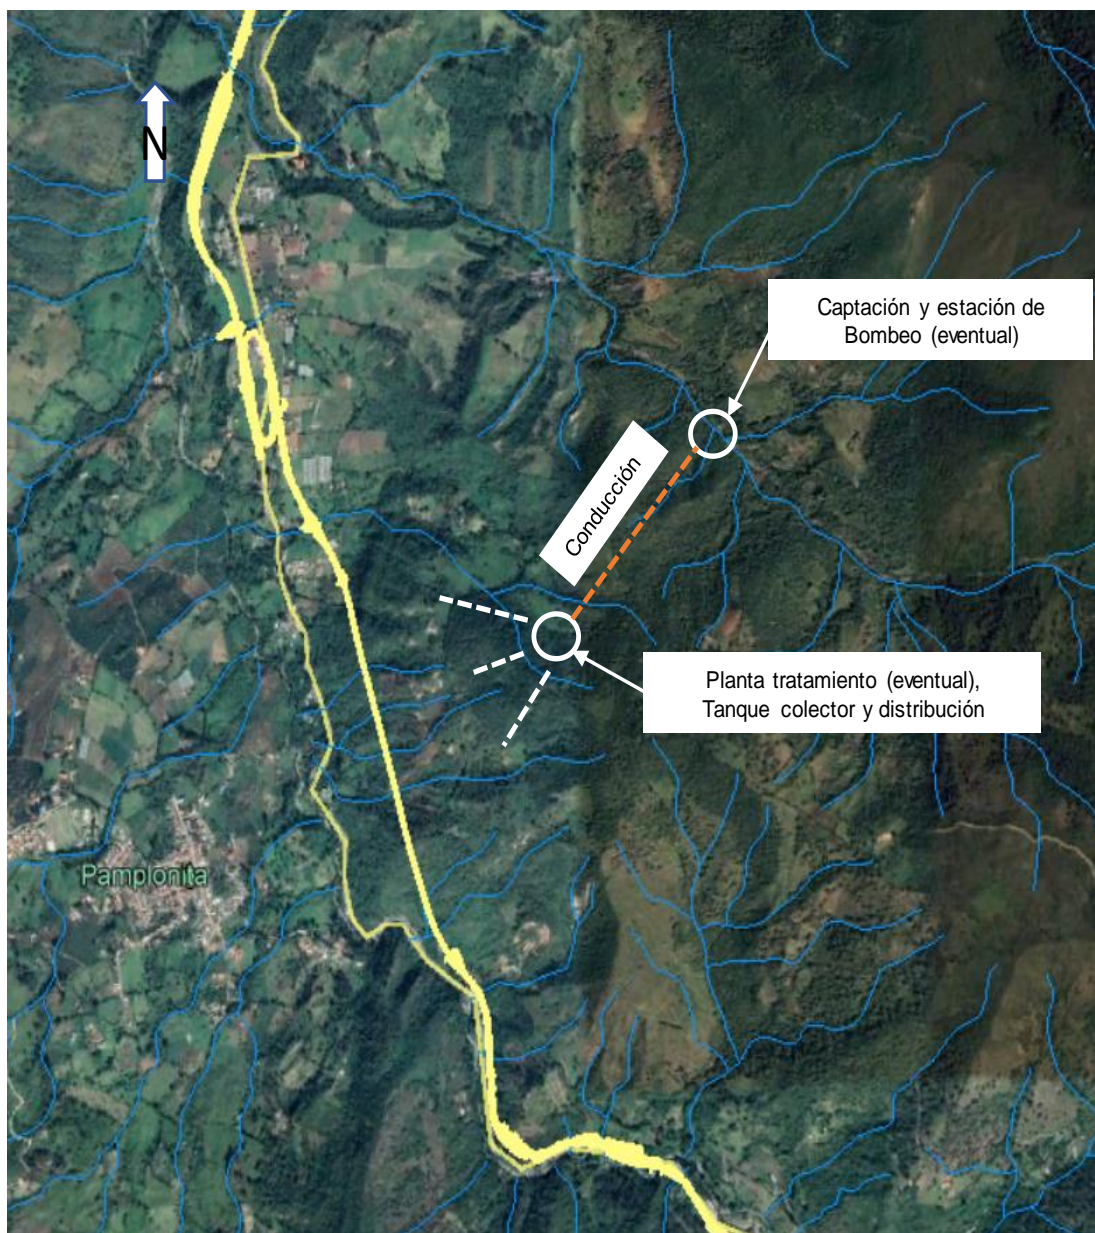 N
Captación y estación de
Bombeo (eventual)
Conducción
Planta tratamiento (eventual),
Tanque colector y distribución
Pamplonita